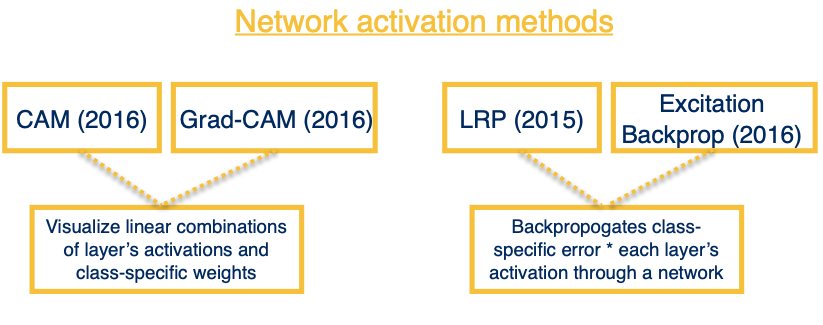 Network activation methods
CAM (2016)
Grad-CAM (2016)
LRP (2015)
Excitation
Backprop (2016)
Visualize linear combinations
of layer’s activations and
class-specific weights
Backpropogates class-
specific error * each layer’s
activation through a network